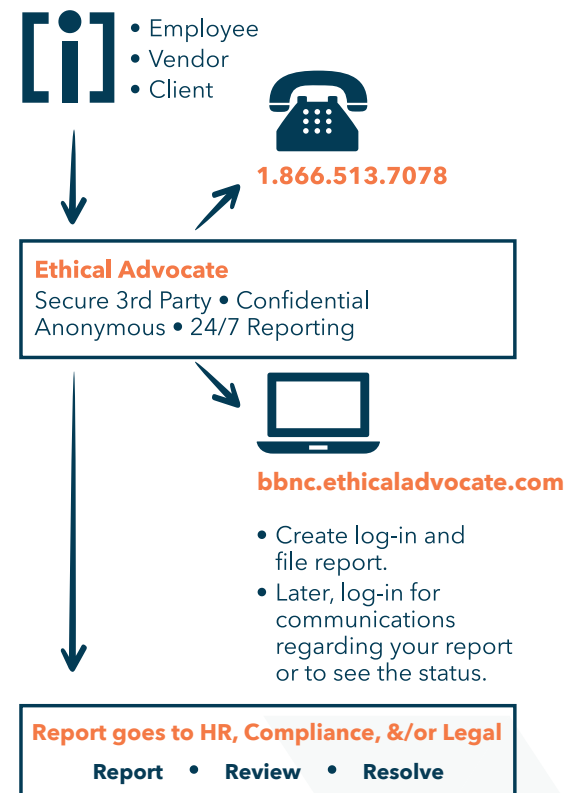 [i]
• Employee
• Vendor
• Client
1.866.513.7078
Ethical Advocate
Secure 3rd Party • Confidential
Anonymous • 24/7 Reporting
bbnc.ethicaladvocate.com
• Create log-in and
file report.
• Later, log-in for
communications
regarding your report
or to see the status.
Report goes to HR, Compliance, &/or Legal
Report • Review • Resolve